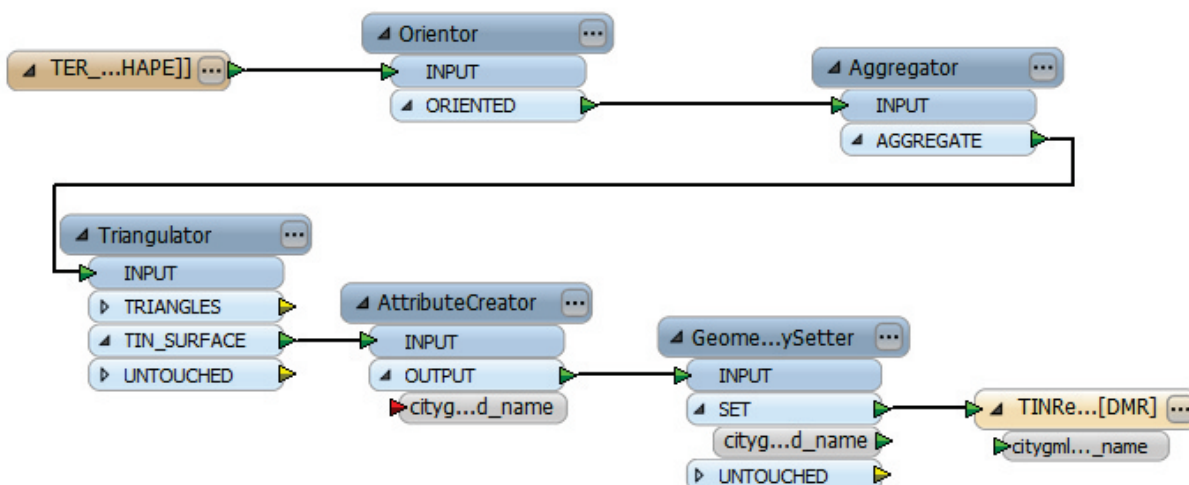 TER_...HAPE]] ...
Orientor ...
INPUT
ORIENTED
Aggregator ...
INPUT
AGGREGATE
Triangulator ...
INPUT
TRIANGLES
TIN_SURFACE
UNTOUCHED
AttributeCreator ...
INPUT
OUTPUT
cityg...d_name
Geome...ySetter ...
INPUT
SET
cityg...d_name
UNTOUCHED
TINRe...[DMR] ...
citygml..._name